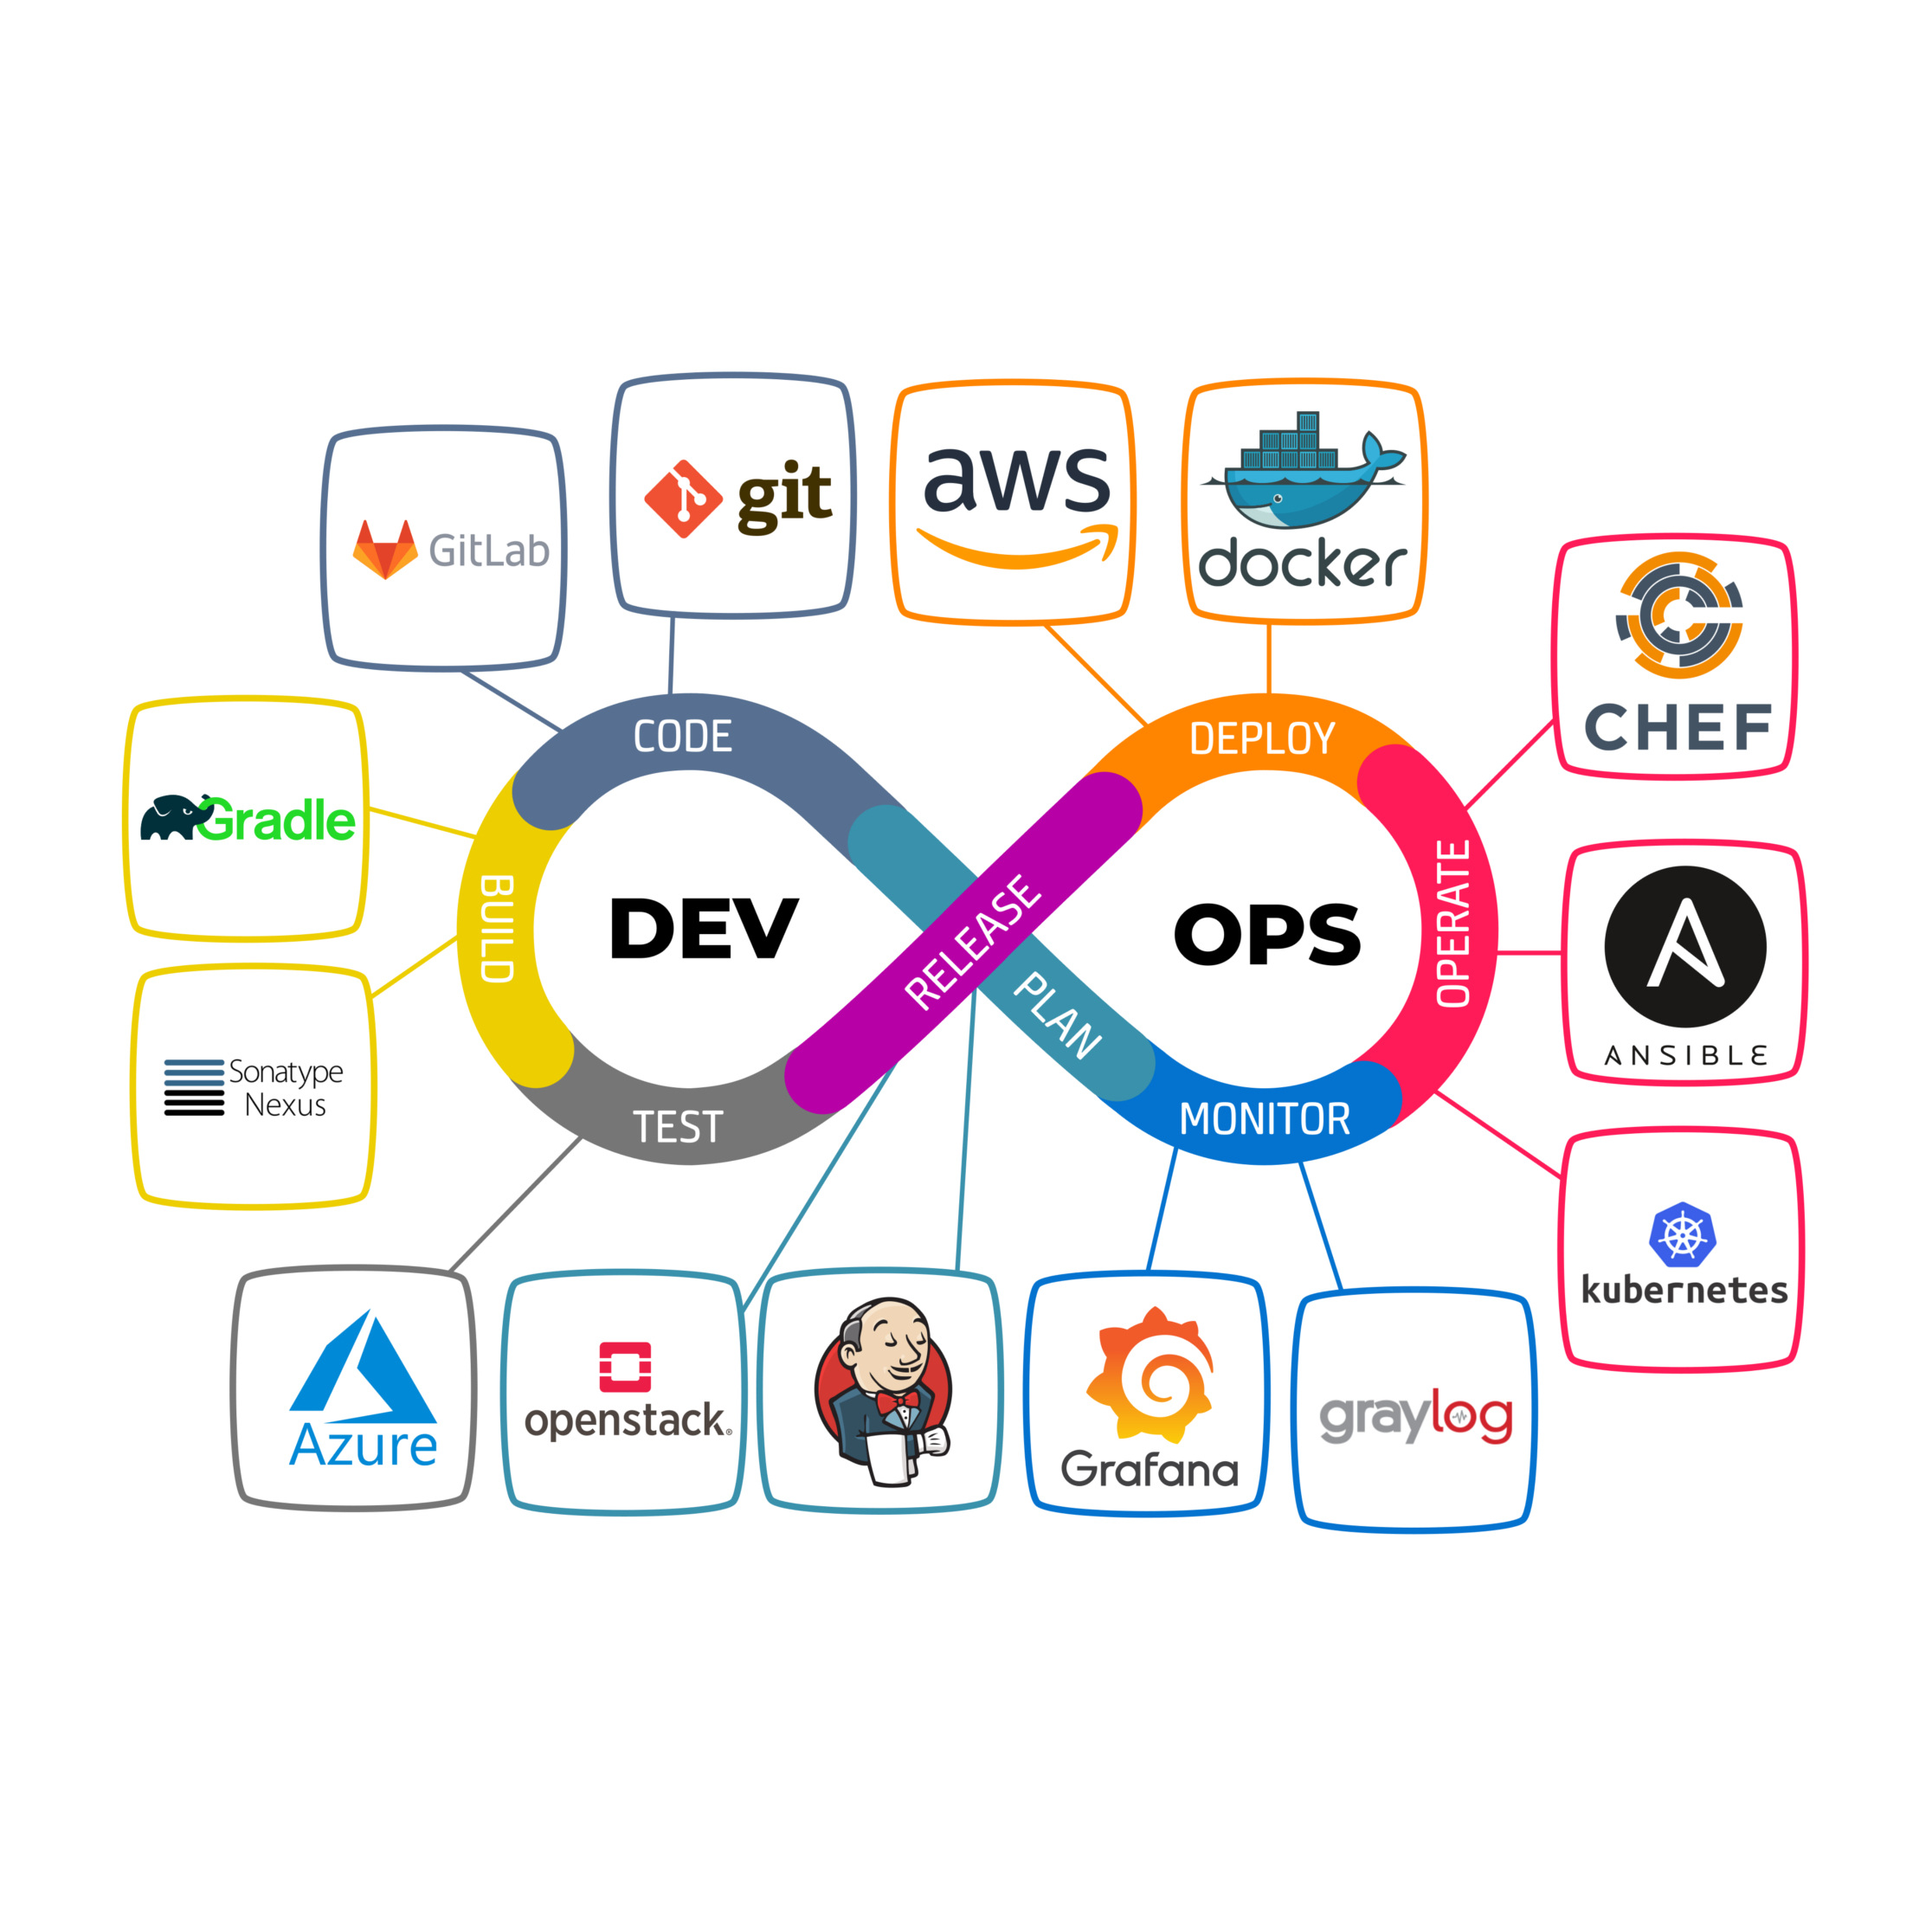 GitLab
git
aws
docker
CHEF
Gradle
CODE
DEPLOY
BUILD
DEV
RELEASE
OPS
OPERATE
ANSIBLE
PLAN
Sonatype
Nexus
TEST
MONITOR
kubernetes
Azure
openstack®
Grafana
graylog